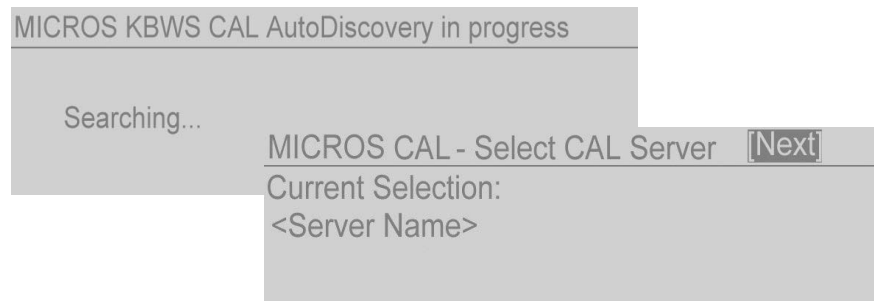 MICROS KBWS CAL AutoDiscovery in progress
Searching...
MICROS CAL - Select CAL Server [Next]
Current Selection:
<Server Name>